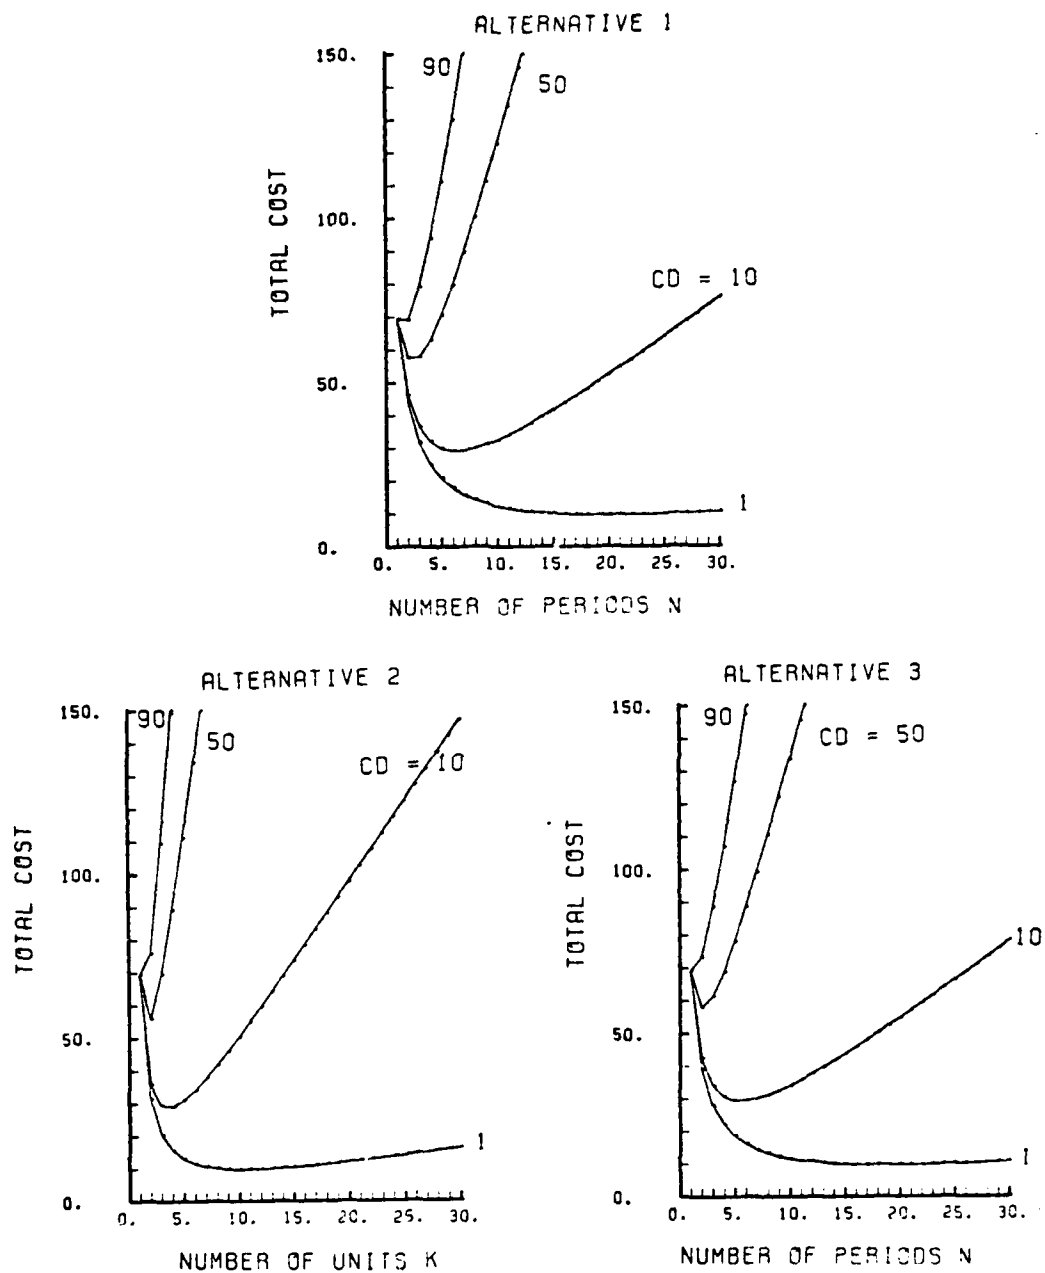 ALTERNATIVE 1
150.
90
50
100.
TOTAL COST
CD = 10
50.
1
0.
0. 5. 10. 15. 20. 25. 30.
NUMBER OF PERIODS N
ALTERNATIVE 2
150.
90
50
CD = 10
100.
TOTAL COST
50.
1
0.
0. 5. 10. 15. 20. 25. 30.
NUMBER OF UNITS K
ALTERNATIVE 3
150.
90
CD = 50
100.
TOTAL COST
10
50.
1
0.
0. 5. 10. 15. 20. 25. 30.
NUMBER OF PERIODS N